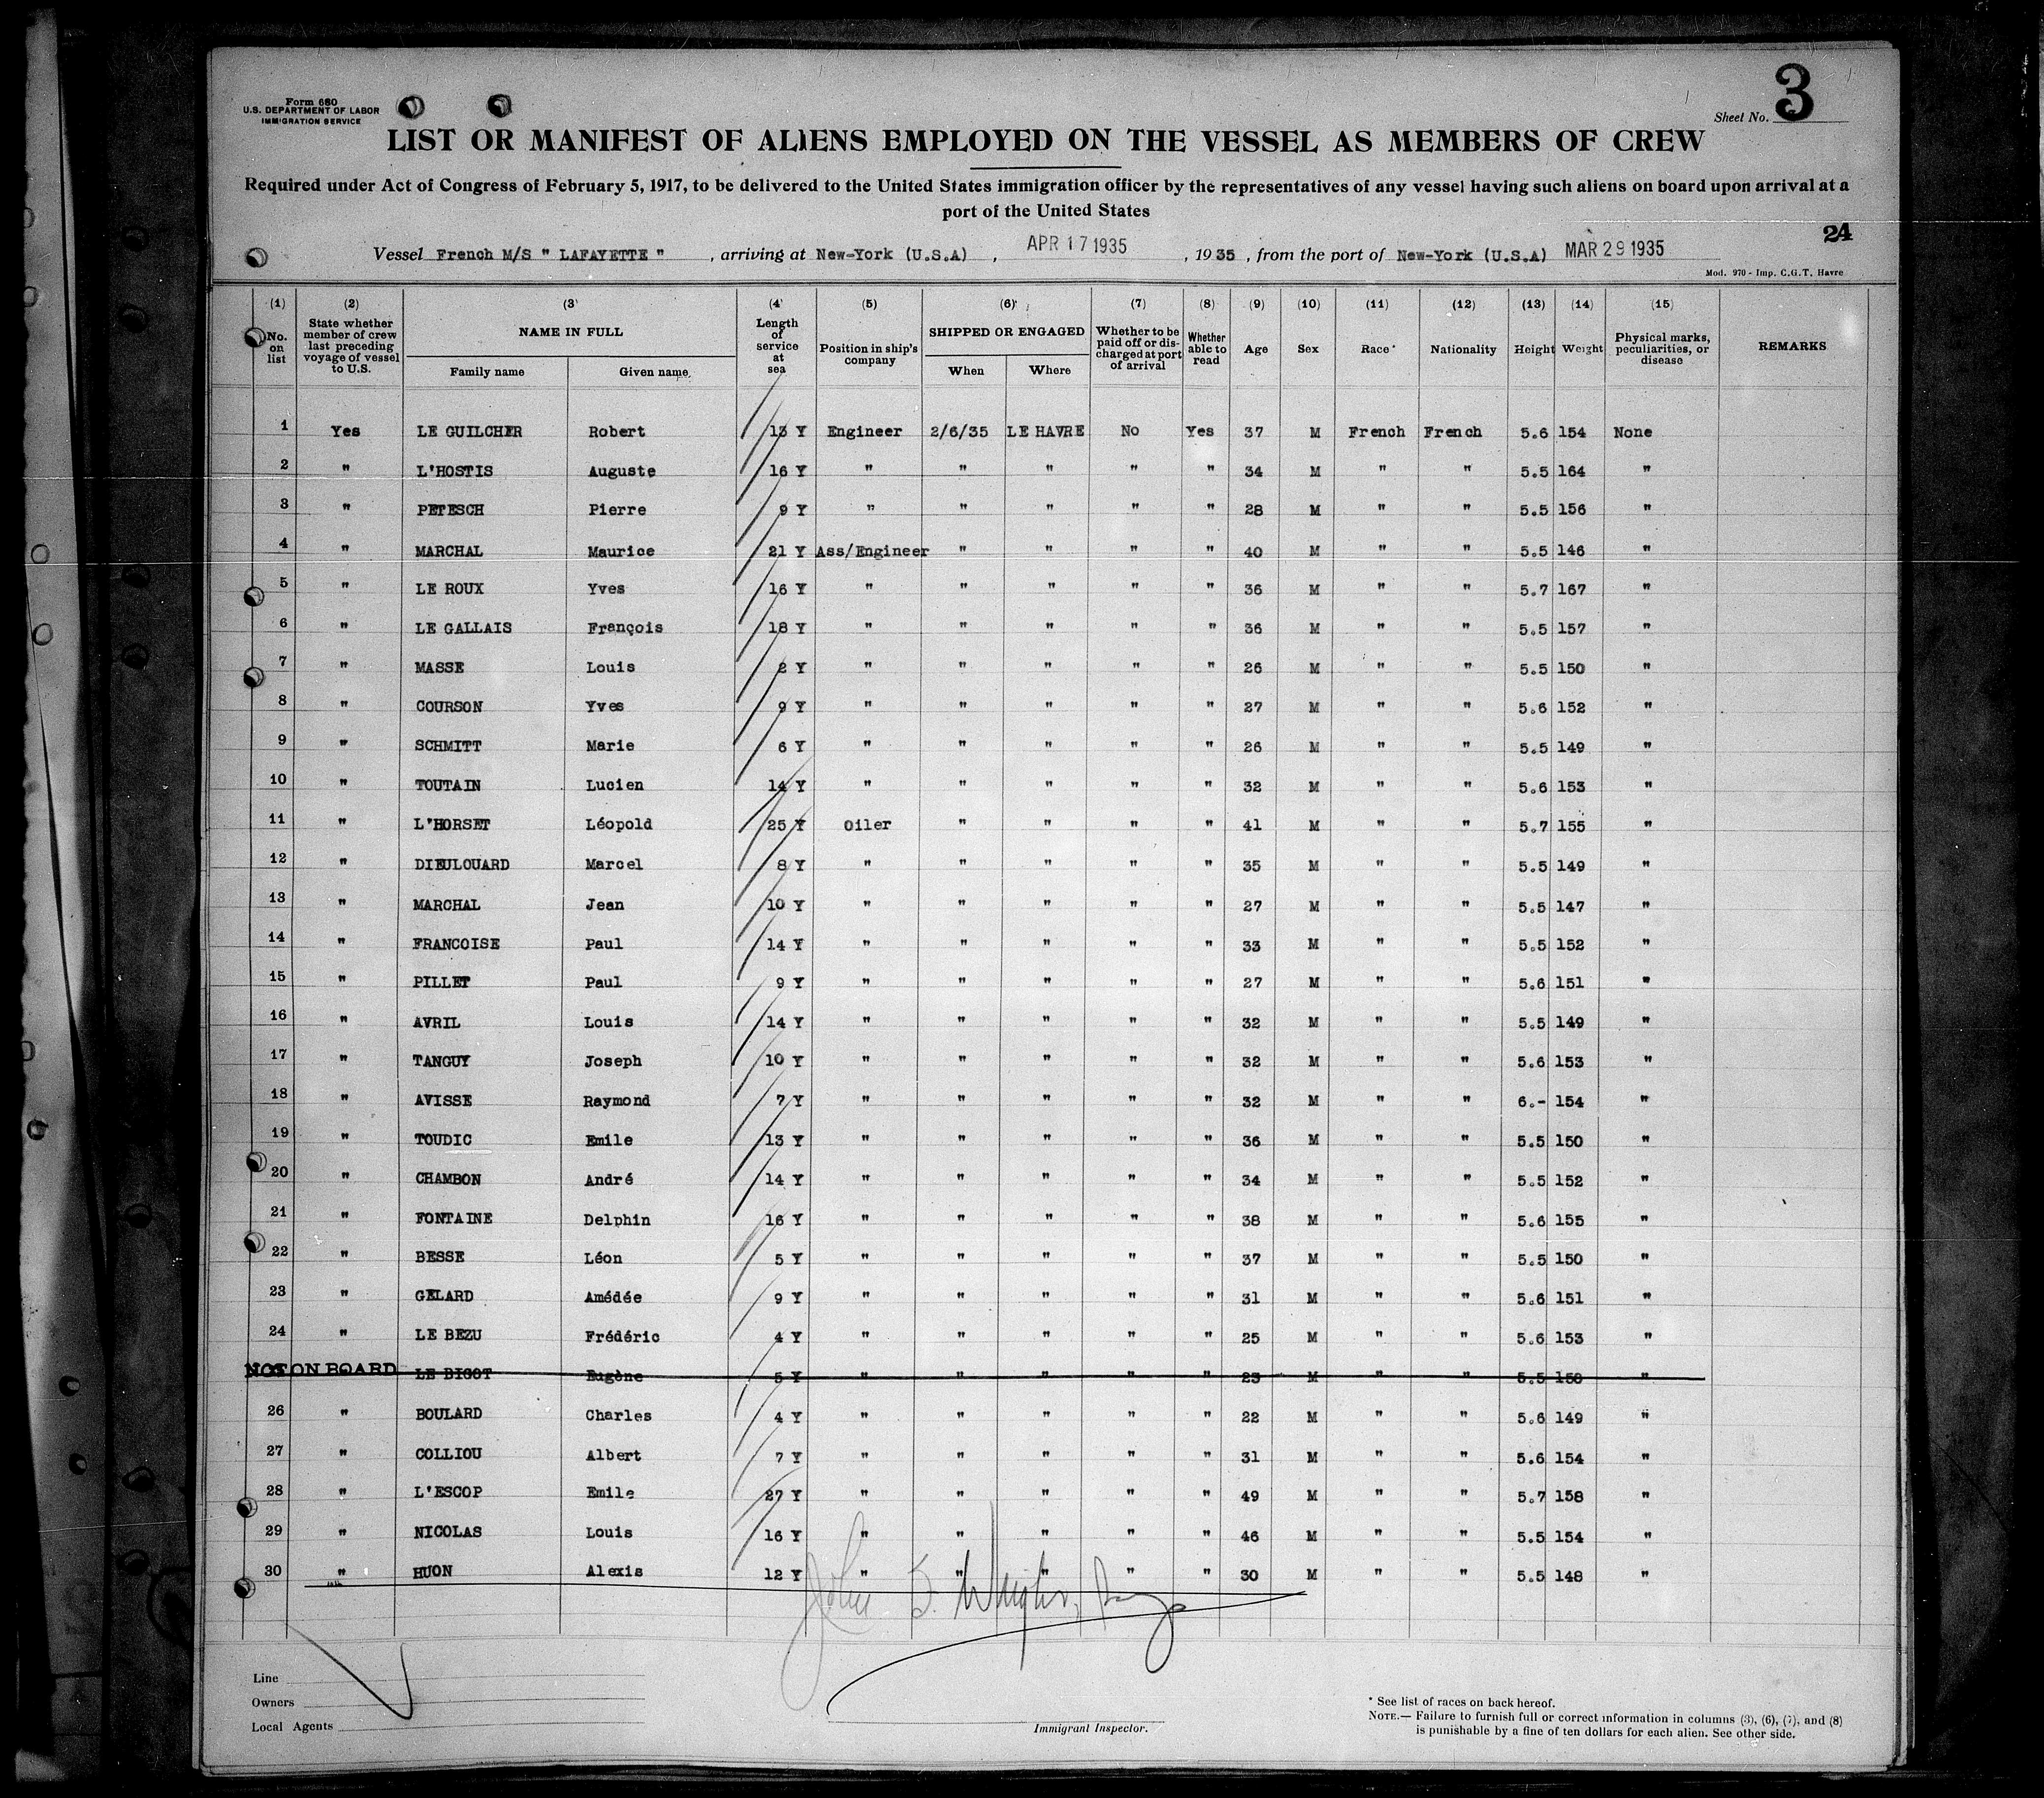 Form 680
U.S. DEPARTMENT OF LABOR
IMMIGRATION SERVICE
Sheet No. 3
LIST OR MANIFEST OF ALIENS EMPLOYED ON THE VESSEL AS MEMBERS OF CREW
Required under Act of Congress of February 5, 1917, to be delivered to the United States immigration officer by the representatives of any vessel having such aliens on board upon arrival at a
port of the United States
24
Vessel French M/S " LAFAYETTE " , arriving at New-York (U.S.A) , APR 17 1935 , 1935 , from the port of New-York (U.S.A) MAR 29 1935
Mod. 970 - Imp. C.G.T. Havre
(1) (2) (3) (4) (5) (6) (7) (8) (9) (10) (11) (12) (13) (14) (15)
No. on list State whether member of crew last preceding voyage of vessel to U.S. NAME IN FULL Family name Given name Length of service at sea Position in ship's company SHIPPED OR ENGAGED When Where Whether to be paid off or discharged at port of arrival Whether able to read Age Sex Race* Nationality Height Weight Physical marks, peculiarities, or disease REMARKS
1 Yes LE GUILCHER Robert 13 Y Engineer 2/6/35 LE HAVRE No Yes 37 M French French 5.6 154 None
2 " L'HOSTIS Auguste 16 Y " " " " " 34 M " " 5.5 164 "
3 " PETESCH Pierre 9 Y " " " " " 28 M " " 5.5 156 "
4 " MARCHAL Maurice 21 Y Ass/Engineer " " " " 40 M " " 5.5 146 "
5 " LE ROUX Yves 16 Y " " " " " 36 M " " 5.7 167 "
6 " LE GALLAIS François 18 Y " " " " " 36 M " " 5.5 157 "
7 " MASSE Louis 2 Y " " " " " 26 M " " 5.5 150 "
8 " COURSON Yves 9 Y " " " " " 27 M " " 5.6 152 "
9 " SCHMITT Marie 6 Y " " " " " 26 M " " 5.5 149 "
10 " TOUTAIN Lucien 14 Y " " " " " 32 M " " 5.6 153 "
11 " L'HORSET Léopold 25 Y Oiler " " " " 41 M " " 5.7 155 "
12 " DIEULOUARD Marcel 8 Y " " " " " 35 M " " 5.5 149 "
13 " MARCHAL Jean 10 Y " " " " " 27 M " " 5.5 147 "
14 " FRANCOISE Paul 14 Y " " " " " 33 M " " 5.5 152 "
15 " PILLET Paul 9 Y " " " " " 27 M " " 5.6 151 "
16 " AVRIL Louis 14 Y " " " " " 32 M " " 5.5 149 "
17 " TANGUY Joseph 10 Y " " " " " 32 M " " 5.6 153 "
18 " AVISSE Raymond 7 Y " " " " " 32 M " " 6.- 154 "
19 " TOUDIC Emile 13 Y " " " " " 36 M " " 5.5 150 "
20 " CHAMBON André 14 Y " " " " " 34 M " " 5.5 152 "
21 " FONTAINE Delphin 16 Y " " " " " 38 M " " 5.6 155 "
22 " BESSE Léon 5 Y " " " " " 37 M " " 5.5 150 "
23 " GELARD Amédée 9 Y " " " " " 31 M " " 5.6 151 "
24 " LE BEZU Frédéric 4 Y " " " " " 25 M " " 5.6 153 "
NOT ON BOARD LE BIGOT Eugène 5 Y " " " " " 23 M " " 5.5 150 "
26 " BOULARD Charles 4 Y " " " " " 22 M " " 5.6 149 "
27 " COLLIOU Albert 7 Y " " " " " 31 M " " 5.6 154 "
28 " L'ESCOP Emile 27 Y " " " " " 49 M " " 5.7 158 "
29 " NICOLAS Louis 16 Y " " " " " 46 M " " 5.5 154 "
30 " HUON Alexis 12 Y " " " " " 30 M " " 5.5 148 "
John
Line
Owners
Local Agents
Immigrant Inspector.
* See list of races on back hereof.
NOTE.— Failure to furnish full or correct information in columns (3), (6), (7), and (8)
is punishable by a fine of ten dollars for each alien. See other side.